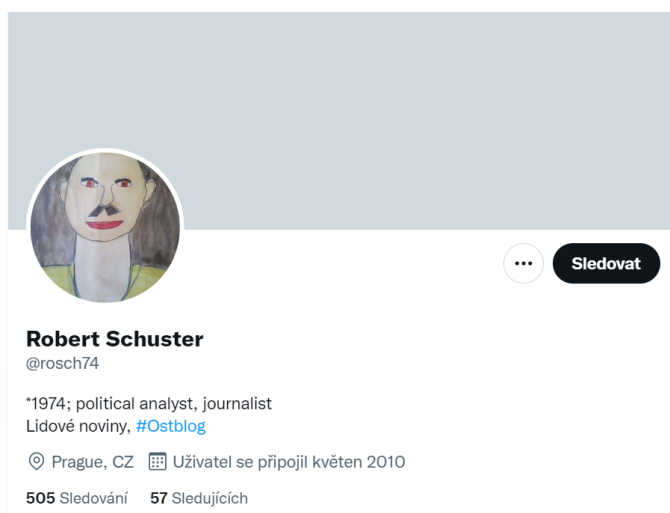 Sledovat
Robert Schuster
@rosch74
*1974; political analyst, journalist
Lidové noviny, #Ostblog
Prague, CZ Uživatel se připojil květen 2010
505 Sledování 57 Sledujících